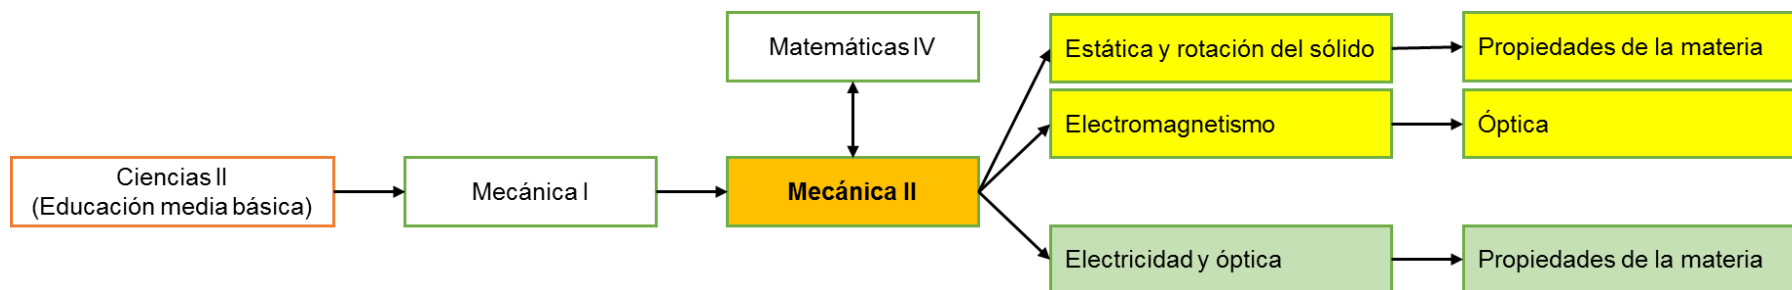 Matemáticas IV
Estática y rotación del sólido
Propiedades de la materia
Electromagnetismo
Óptica
Ciencias II
(Educación media básica)
Mecánica I
Mecánica II
Electricidad y óptica
Propiedades de la materia